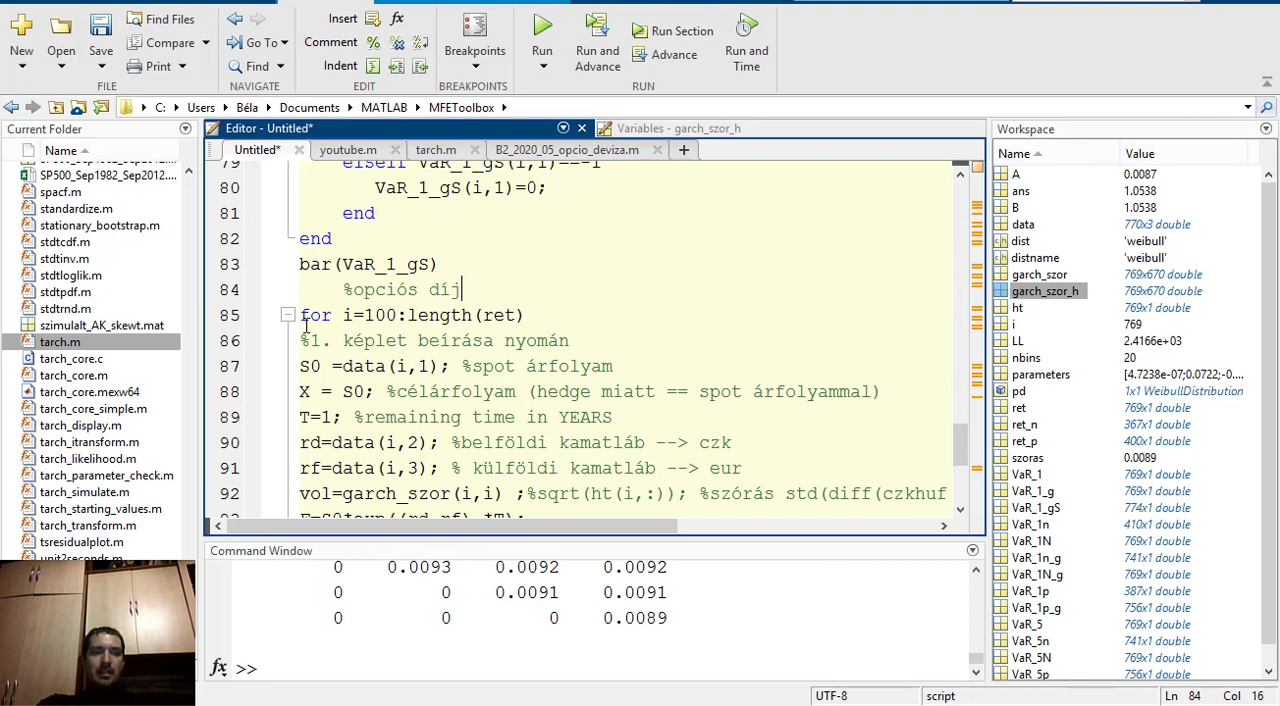 Insert
fx
Find Files
Compare
Print
Go To
Find
Comment
Indent
New
Open
Save
Breakpoints
Run
Run and
Advance
Run Section
Advance
Run and
Time
FILE
NAVIGATE
EDIT
BREAKPOINTS
RUN
C: Users Béla Documents MATLAB MFEToolbox
Current Folder
Name
SP500_Sep1982_Sep2012...
spacf.m
standardize.m
stationary_bootstrap.m
stdtcdf.m
stdtinv.m
stdtloglik.m
stdtpdf.m
stdtrnd.m
szimulalt_AK_skewt.mat
tarch.m
tarch_core.c
tarch_core.m
tarch_core.mexw64
tarch_core_simple.m
tarch_display.m
tarch_itransform.m
tarch_likelihood.m
tarch_parameter_check.m
tarch_simulate.m
tarch_starting_values.m
tarch_transform.m
tsresidualplot.m
unit2seconds.m
Editor - Untitled*
Variables - garch_szor_h
Untitled*
youtube.m
tarch.m
B2_2020_05_opcio_deviza.m
79 elseif VaR_1_gS(i,1)==-1
80 VaR_1_gS(i,1)=0;
81 end
82 end
83 bar(VaR_1_gS)
84 %opciós díj
85 for i=100:length(ret)
86 %1. képlet beírása nyomán
87 S0 =data(i,1); %spot árfolyam
88 X = S0; %célárfolyam (hedge miatt == spot árfolyammal)
89 T=1; %remaining time in YEARS
90 rd=data(i,2); %belföldi kamatláb --> czk
91 rf=data(i,3); % külföldi kamatláb --> eur
92 vol=garch_szor(i,i) ;%sqrt(ht(i,:)); %szórás std(diff(czkhuf
Command Window
0 0.0093 0.0092 0.0092
0 0 0.0091 0.0091
0 0 0 0.0089
fx >>
Workspace
Name Value
A 0.0087
ans 1.0538
B 1.0538
data 770x3 double
dist 'weibull'
distname 'weibull'
garch_szor 769x670 double
garch_szor_h 769x670 double
ht 769x1 double
i 769
LL 2.4166e+03
nbins 20
parameters [4.7238e-07;0.0722;-0....
pd 1x1 WeibullDistribution
ret 769x1 double
ret_n 367x1 double
ret_p 400x1 double
szoras 0.0089
VaR_1 769x1 double
VaR_1_g 769x1 double
VaR_1_gS 774x1 double
VaR_1n 410x1 double
VaR_1N 769x1 double
VaR_1n_g 741x1 double
VaR_1N_g 769x1 double
VaR_1p 387x1 double
VaR_1p_g 756x1 double
VaR_5 769x1 double
VaR_5n 741x1 double
VaR_5N 769x1 double
VaR_5p 756x1 double
UTF-8
script
Ln 84 Col 16